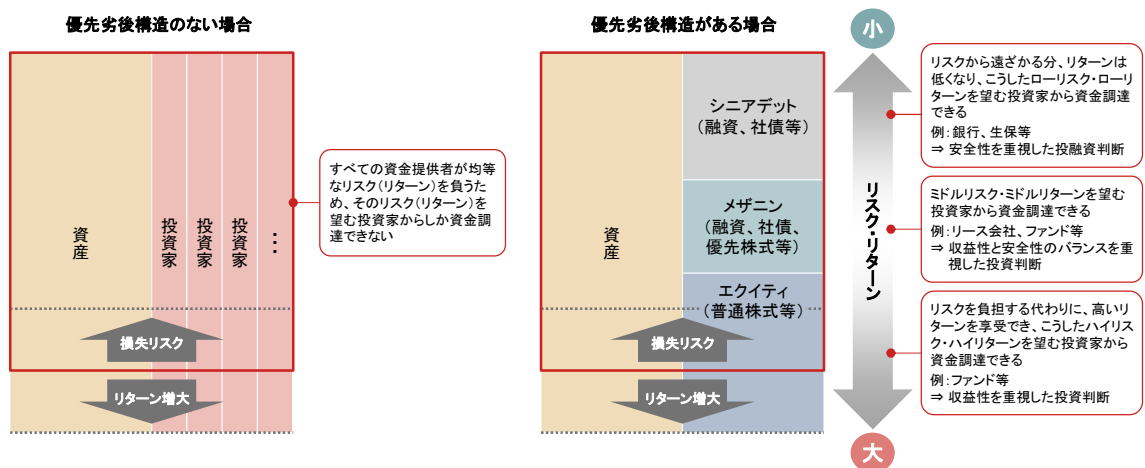 優先劣後構造のない場合
資産
投資家
投資家
投資家
…
損失リスク
リターン増大
すべての資金提供者が均等
なリスク（リターン）を負うた
め、そのリスク（リターン）を
望む投資家からしか資金調
達できない
優先劣後構造がある場合
資産
シニアデット
（融資、社債等）
メザニン
（融資、社債、
優先株式等）
エクイティ
（普通株式等）
損失リスク
リターン増大
小
リスク・リターン
大
リスクから遠ざかる分、リターンは
低くなり、こうしたローリスク・ローリ
ターンを望む投資家から資金調達
できる
例：銀行、生保等
⇒ 安全性を重視した投融資判断
ミドルリスク・ミドルリターンを望む
投資家から資金調達できる
例：リース会社、ファンド等
⇒ 収益性と安全性のバランスを重
視した投資判断
リスクを負担する代わりに、高いリ
ターンを享受でき、こうしたハイリス
ク・ハイリターンを望む投資家から
資金調達できる
例：ファンド等
⇒ 収益性を重視した投資判断